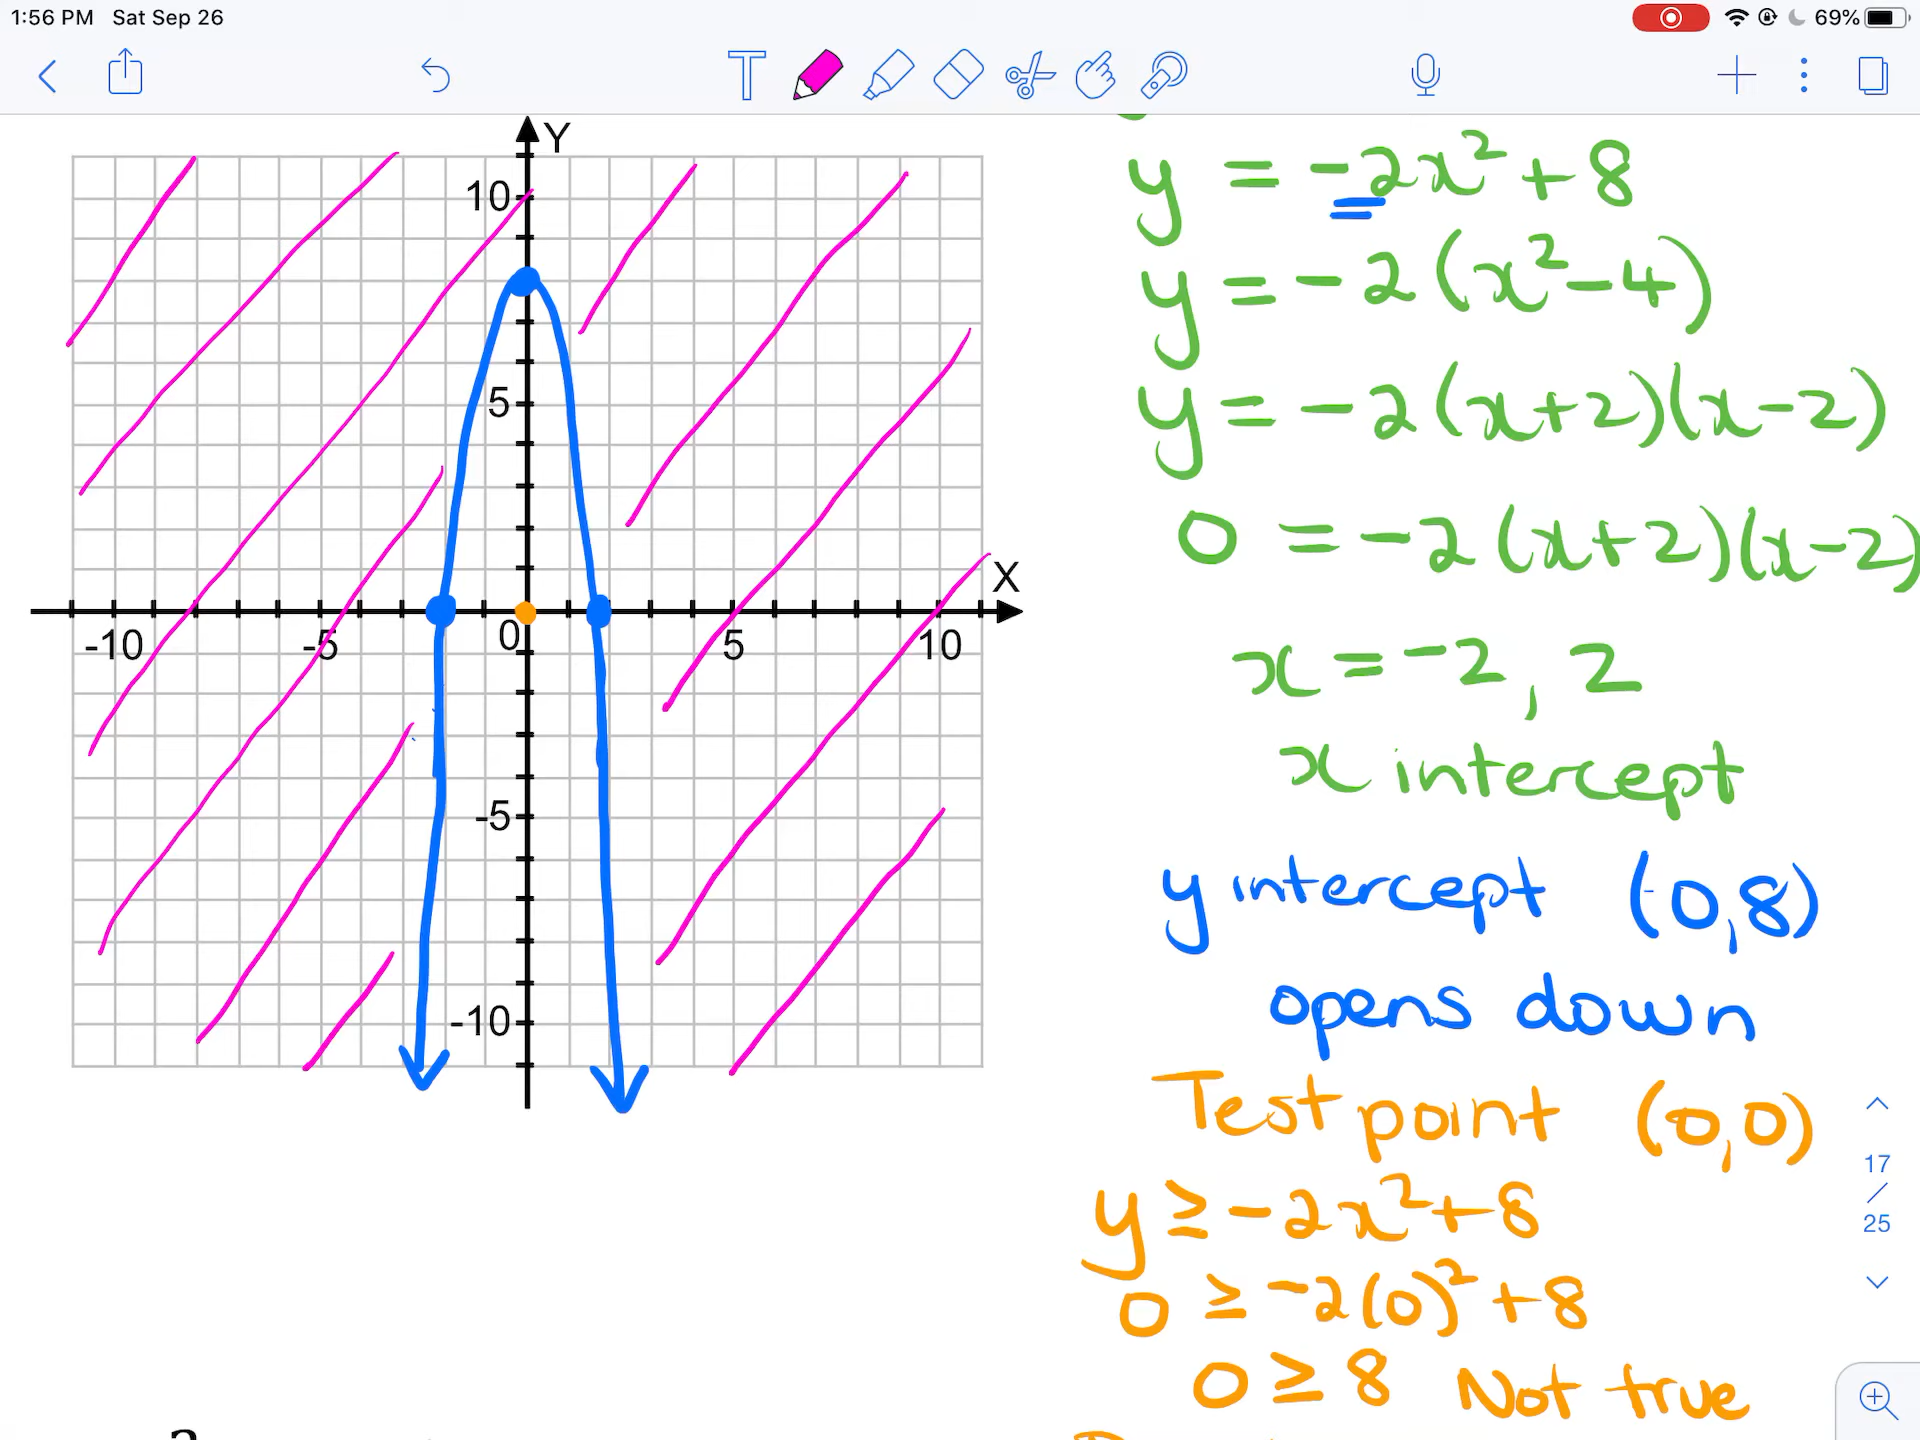 1:56 PM Sat Sep 26
69%
Y
10
5
X
-10
-5
0
5
10
-5
-10
y = -2x² + 8
y = -2(x² - 4)
y = -2(x+2)(x-2)
0 = -2(x+2)(x-2)
x = -2, 2
x intercept
y intercept (0,8)
opens down
Test point (0,0)
y ≥ -2x² + 8
0 ≥ -2(0)² + 8
0 ≥ 8 Not true
17
/
25